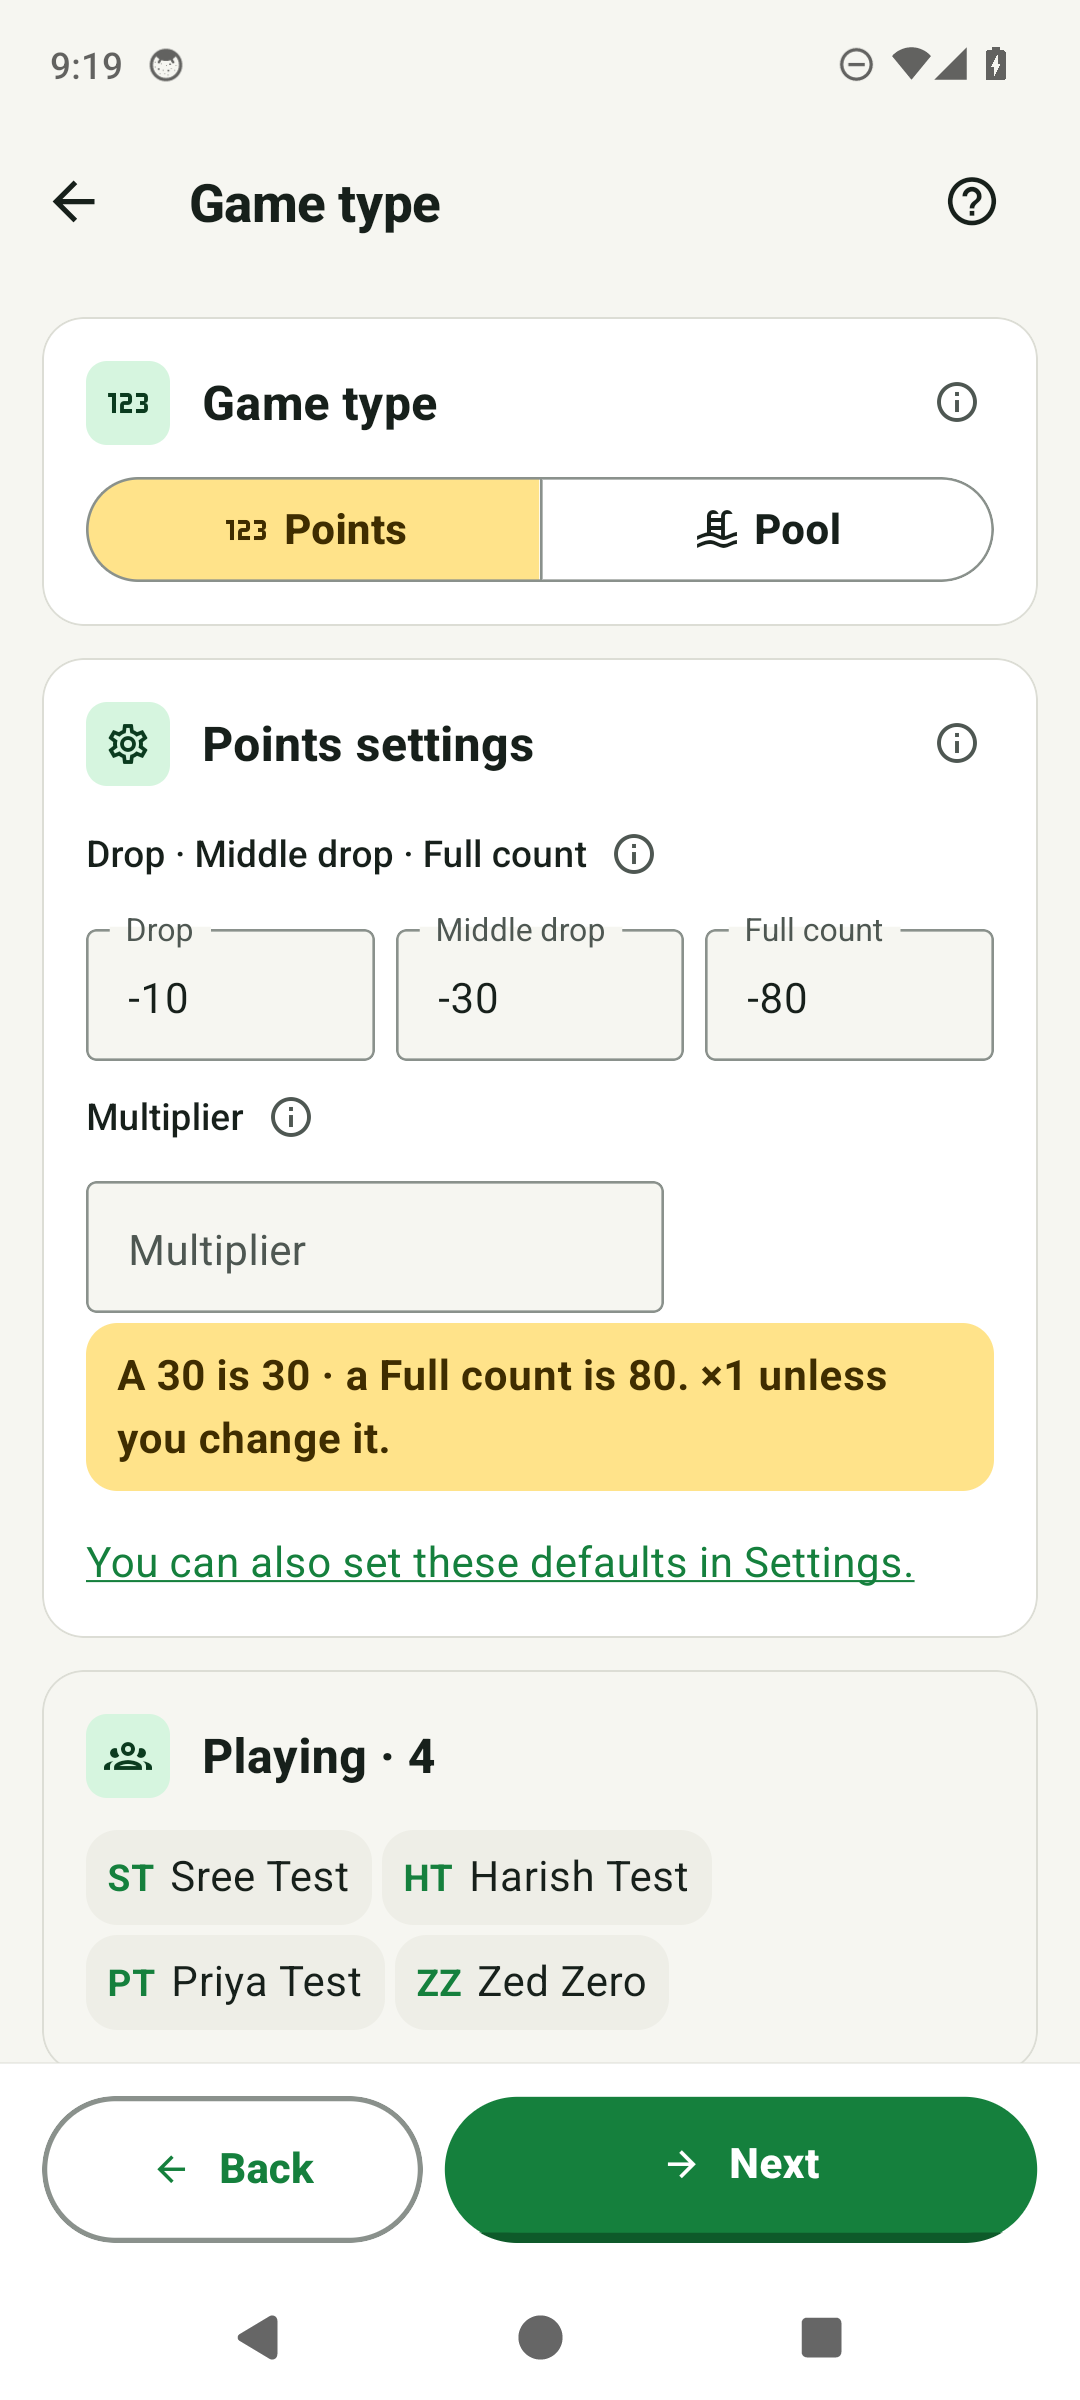 9:19
Game type
123 Game type
123 Points
Pool
Points settings
Drop · Middle drop · Full count
Drop
Middle drop
Full count
-10
-30
-80
Multiplier
Multiplier
A 30 is 30 · a Full count is 80. ×1 unless
you change it.
You can also set these defaults in Settings.
Playing · 4
ST Sree Test
HT Harish Test
PT Priya Test
ZZ Zed Zero
Back
Next